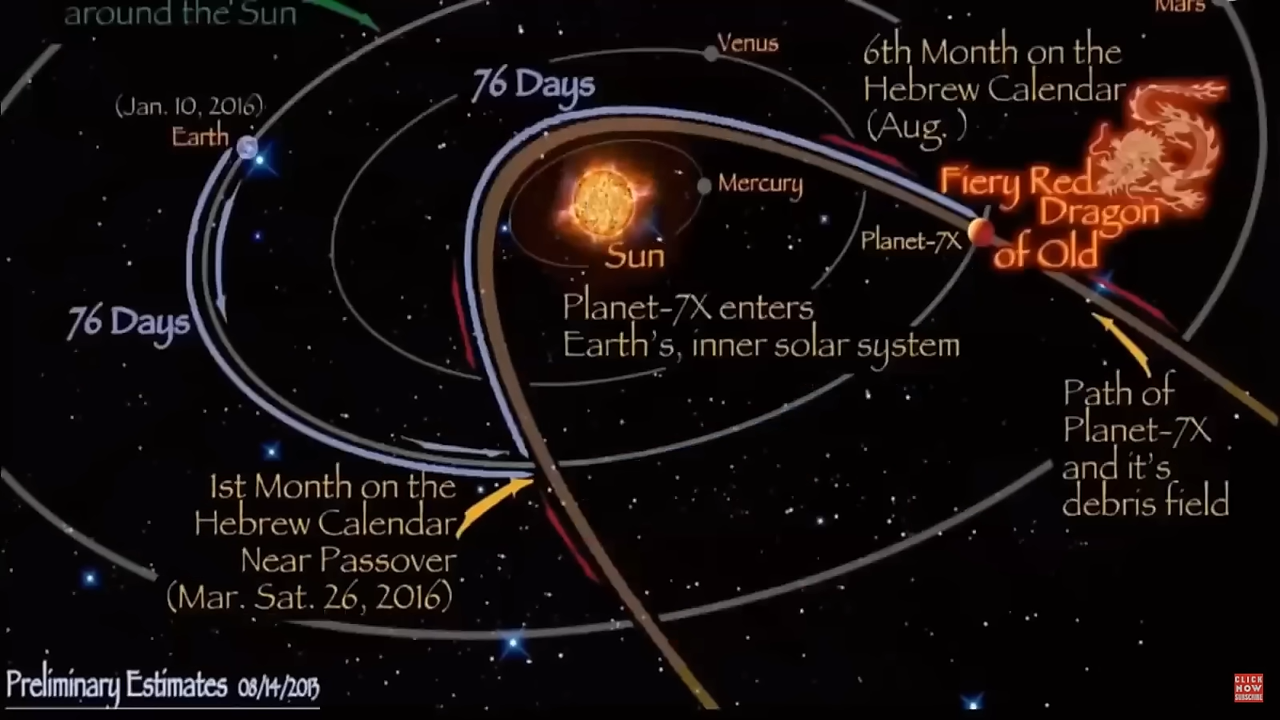 around the Sun
Mars
Venus
6th Month on the
Hebrew Calendar
(Aug. )
76 Days
(Jan. 10, 2016)
Earth
Mercury
Fiery Red
Dragon
of Old
Planet-7X
Sun
Planet-7X enters
Earth's, inner solar system
76 Days
Path of
Planet-7X
and it's
debris field
1st Month on the
Hebrew Calendar
Near Passover
(Mar. Sat. 26, 2016)
Preliminary Estimates 08/14/2013
CLICK
NOW
SUBSCRIBE